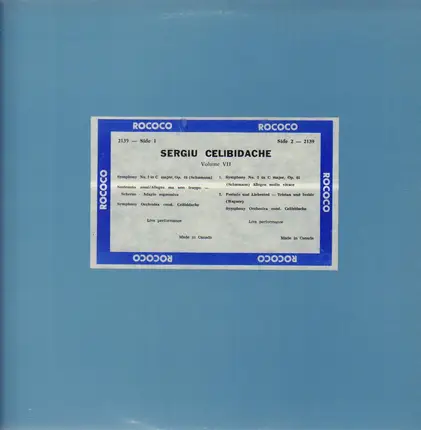 ROCOCO
ROCOCO
2139 — Side 1
Side 2 — 2139
SERGIU CELIBIDACHE
Volume VII
Symphony No. 2 in C major, Op. 61 (Schumann)
Sostenuto assai-Allegro ma non troppo —
Scherzo Adagio espressivo
Symphony Orchestra cond. Celibidache
Live performance
Made in Canada
1. Symphony No. 2 in C Major, Op. 61
(Schumann) Allegro molto vivace
2. Prelude and Liebestod — Tristan and Isolde
(Wagner)
Symphony Orchestra cond. Celibidache
Live performance
Made in Canada
ROCOCO
ROCOCO
ROCOCO
ROCOCO